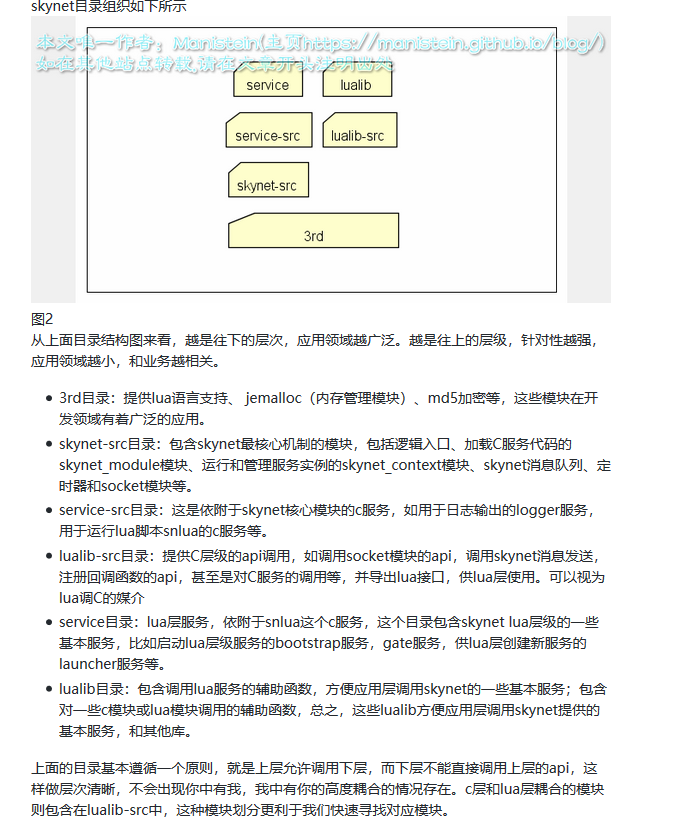 skynet目录组织如下所示
本文唯一作者：Manistein(主页https://manistein.github.io/blog/)
如在其他站点转载,请在文章开头注明出处
service lualib
service-src lualib-src
skynet-src
3rd
图2
从上面目录结构图来看，越是往下的层次，应用领域越广泛。越是往上的层级，针对性越强，
应用领域越小，和业务越相关。
3rd目录：提供lua语言支持、 jemalloc（内存管理模块）、md5加密等，这些模块在开
发领域有着广泛的应用。
skynet-src目录：包含skynet最核心机制的模块，包括逻辑入口、加载C服务代码的
skynet_module模块、运行和管理服务实例的skynet_context模块、skynet消息队列、定
时器和socket模块等。
service-src目录：这是依附于skynet核心模块的c服务，如用于日志输出的logger服务，
用于运行lua脚本snlua的c服务等。
lualib-src目录：提供C层级的api调用，如调用socket模块的api，调用skynet消息发送，
注册回调函数的api，甚至是对C服务的调用等，并导出lua接口，供lua层使用。可以视为
lua调C的媒介
service目录：lua层服务，依附于snlua这个c服务，这个目录包含skynet lua层级的一些
基本服务，比如启动lua层级服务的bootstrap服务，gate服务，供lua层创建新服务的
launcher服务等。
lualib目录：包含调用lua服务的辅助函数，方便应用层调用skynet的一些基本服务；包含
对一些c模块或lua模块调用的辅助函数，总之，这些lualib方便应用层调用skynet提供的
基本服务，和其他库。
上面的目录基本遵循一个原则，就是上层允许调用下层，而下层不能直接调用上层的api，这
样做层次清晰，不会出现你中有我，我中有你的高度耦合的情况存在。c层和lua层耦合的模块
则包含在lualib-src中，这种模块划分更利于我们快速寻找对应模块。